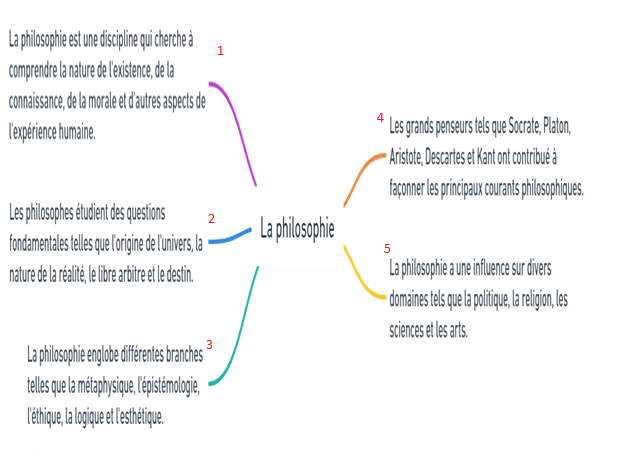 La philosophie est une discipline qui cherche à
comprendre la nature de l'existence, de la
connaissance, de la morale et d'autres aspects de
l'expérience humaine.
1
Les philosophes étudient des questions
fondamentales telles que l'origine de l'univers, la
nature de la réalité, le libre arbitre et le destin.
2
La philosophie englobe différentes branches
telles que la métaphysique, l'épistémologie,
l'éthique, la logique et l'esthétique.
3
La philosophie
4
Les grands penseurs tels que Socrate, Platon,
Aristote, Descartes et Kant ont contribué à
façonner les principaux courants philosophiques.
5
La philosophie a une influence sur divers
domaines tels que la politique, la religion, les
sciences et les arts.